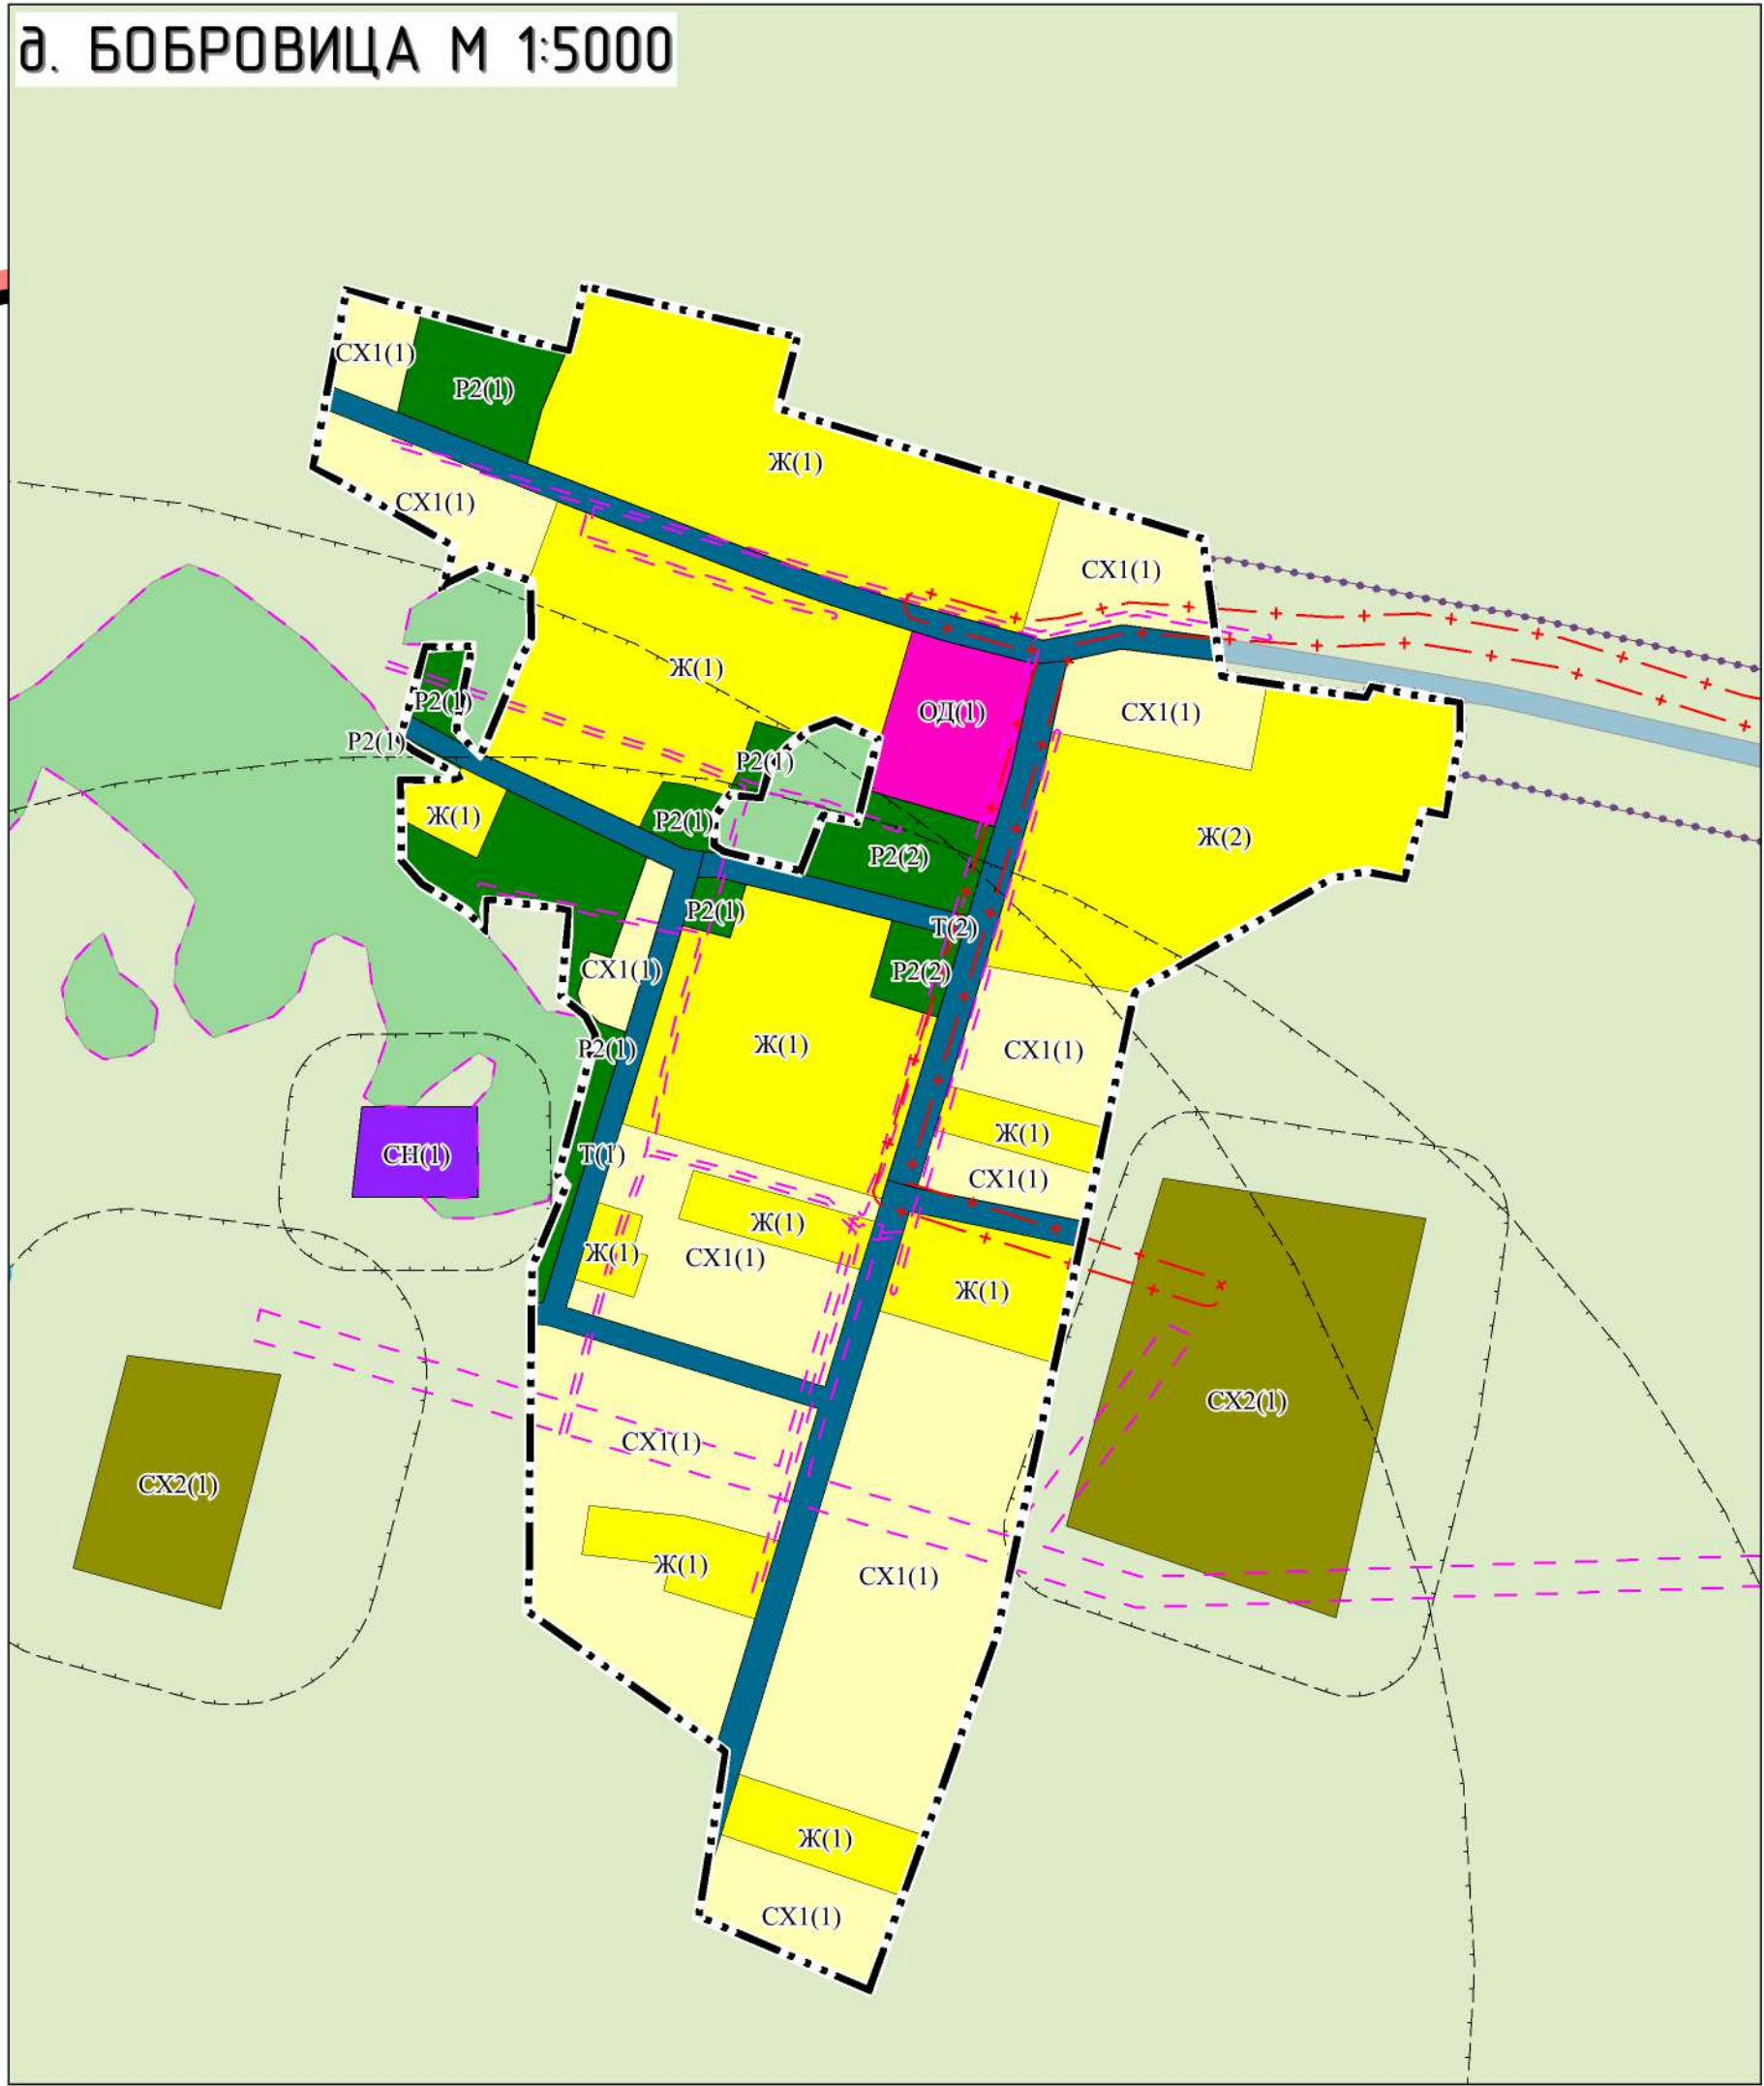 д. БОБРОВИЦА М 1:5000
СХ1(1)
Р2(1)
Ж(1)
СХ1(1)
СХ1(1)
Ж(1)
Р2(1)
ОД(1)
СХ1(1)
Р2(1)
Р2(1)
Ж(1)
Р2(1)
Ж(2)
Р2(2)
Р2(1)
Т(2)
СХ1(1)
Р2(2)
Р2(1)
Ж(1)
СХ1(1)
Ж(1)
СН(1)
Т(1)
СХ1(1)
Ж(1)
Ж(1)
СХ1(1)
Ж(1)
СХ2(1)
СХ1(1)
СХ2(1)
Ж(1)
СХ1(1)
Ж(1)
СХ1(1)